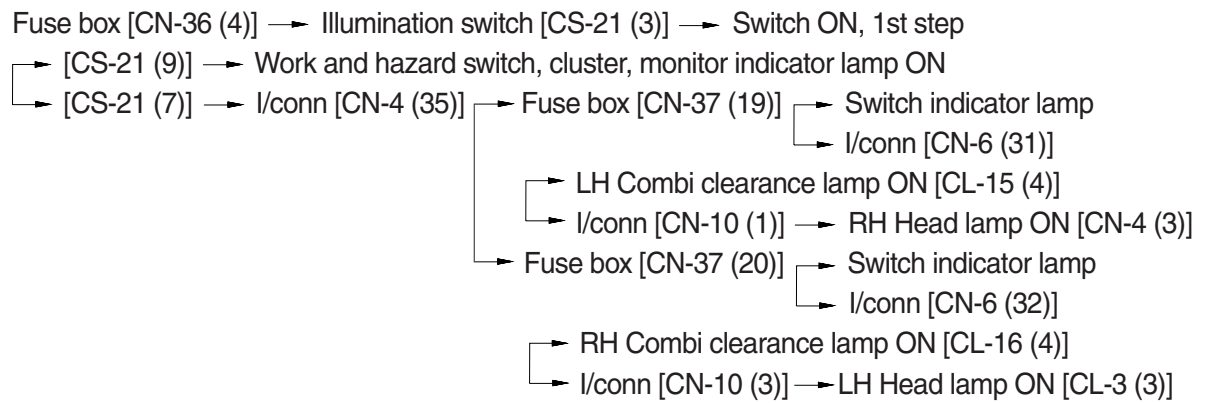 Fuse box [CN-36 (4)] → Illumination switch [CS-21 (3)] → Switch ON, 1st step
→ [CS-21 (9)] → Work and hazard switch, cluster, monitor indicator lamp ON
→ [CS-21 (7)] → I/conn [CN-4 (35)] → Fuse box [CN-37 (19)] → Switch indicator lamp
→ I/conn [CN-6 (31)]
→ LH Combi clearance lamp ON [CL-15 (4)]
→ I/conn [CN-10 (1)] → RH Head lamp ON [CN-4 (3)]
→ Fuse box [CN-37 (20)] → Switch indicator lamp
→ I/conn [CN-6 (32)]
→ RH Combi clearance lamp ON [CL-16 (4)]
→ I/conn [CN-10 (3)] → LH Head lamp ON [CL-3 (3)]